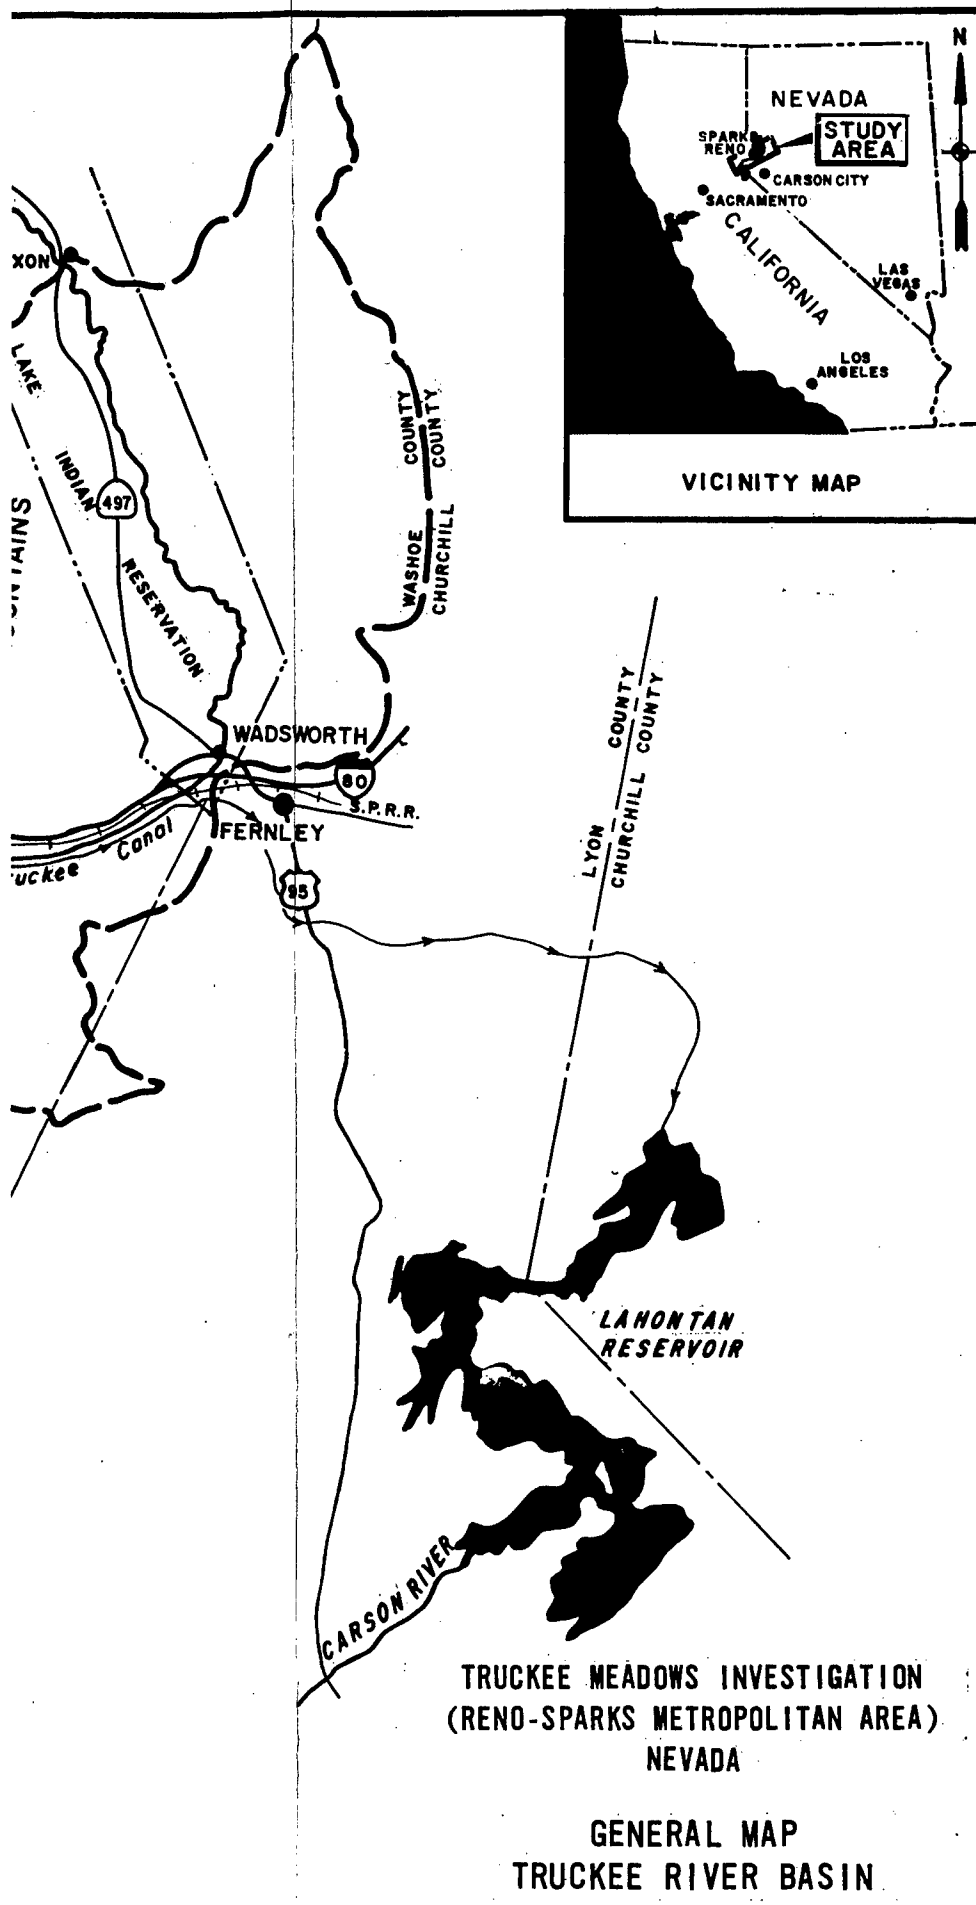 N
NEVADA
STUDY
AREA
SPARKS
RENO
CARSON CITY
SACRAMENTO
CALIFORNIA
LAS
VEGAS
LOS
ANGELES
VICINITY MAP
XON
LAKE
INDIAN
497
RESERVATION
UNTAINS
WASHOE COUNTY
CHURCHILL COUNTY
WADSWORTH
80
S.P.R.R.
FERNLEY
uckee Canal
95
LYON COUNTY
CHURCHILL COUNTY
LAHONTAN
RESERVOIR
CARSON RIVER
TRUCKEE MEADOWS INVESTIGATION
(RENO-SPARKS METROPOLITAN AREA)
NEVADA
GENERAL MAP
TRUCKEE RIVER BASIN